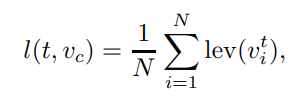 l(t, v_c) = \frac{1}{N} \sum_{i=1}^{N} \text{lev}(v_i^t),